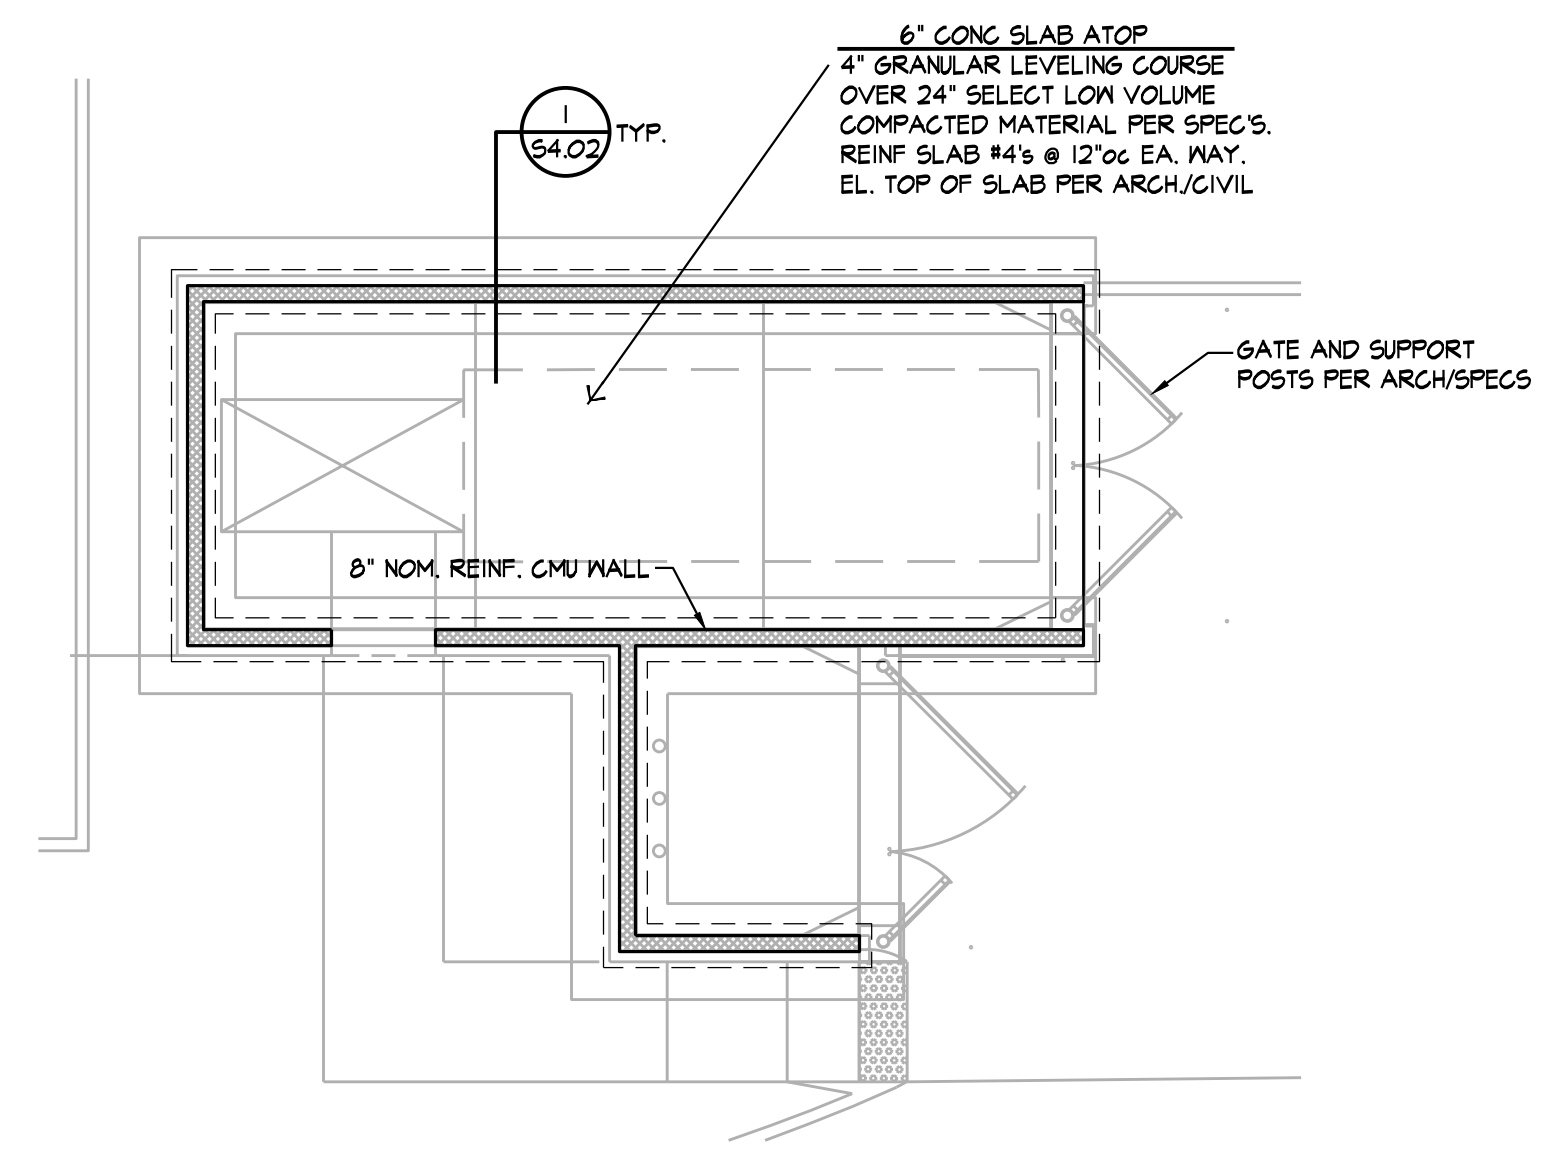 6" CONC SLAB ATOP
4" GRANULAR LEVELING COURSE
OVER 24" SELECT LOW VOLUME
COMPACTED MATERIAL PER SPEC'S.
REINF SLAB #4's @ 12"oc EA. WAY.
EL. TOP OF SLAB PER ARCH./CIVIL
1
S4.02
TYP.
GATE AND SUPPORT
POSTS PER ARCH/SPECS
8" NOM. REINF. CMU WALL